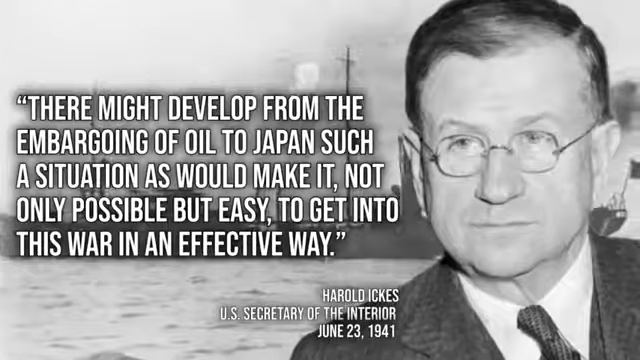 “THERE MIGHT DEVELOP FROM THE
EMBARGOING OF OIL TO JAPAN SUCH
A SITUATION AS WOULD MAKE IT, NOT
ONLY POSSIBLE BUT EASY, TO GET INTO
THIS WAR IN AN EFFECTIVE WAY.”
HAROLD ICKES
U.S. SECRETARY OF THE INTERIOR
JUNE 23, 1941